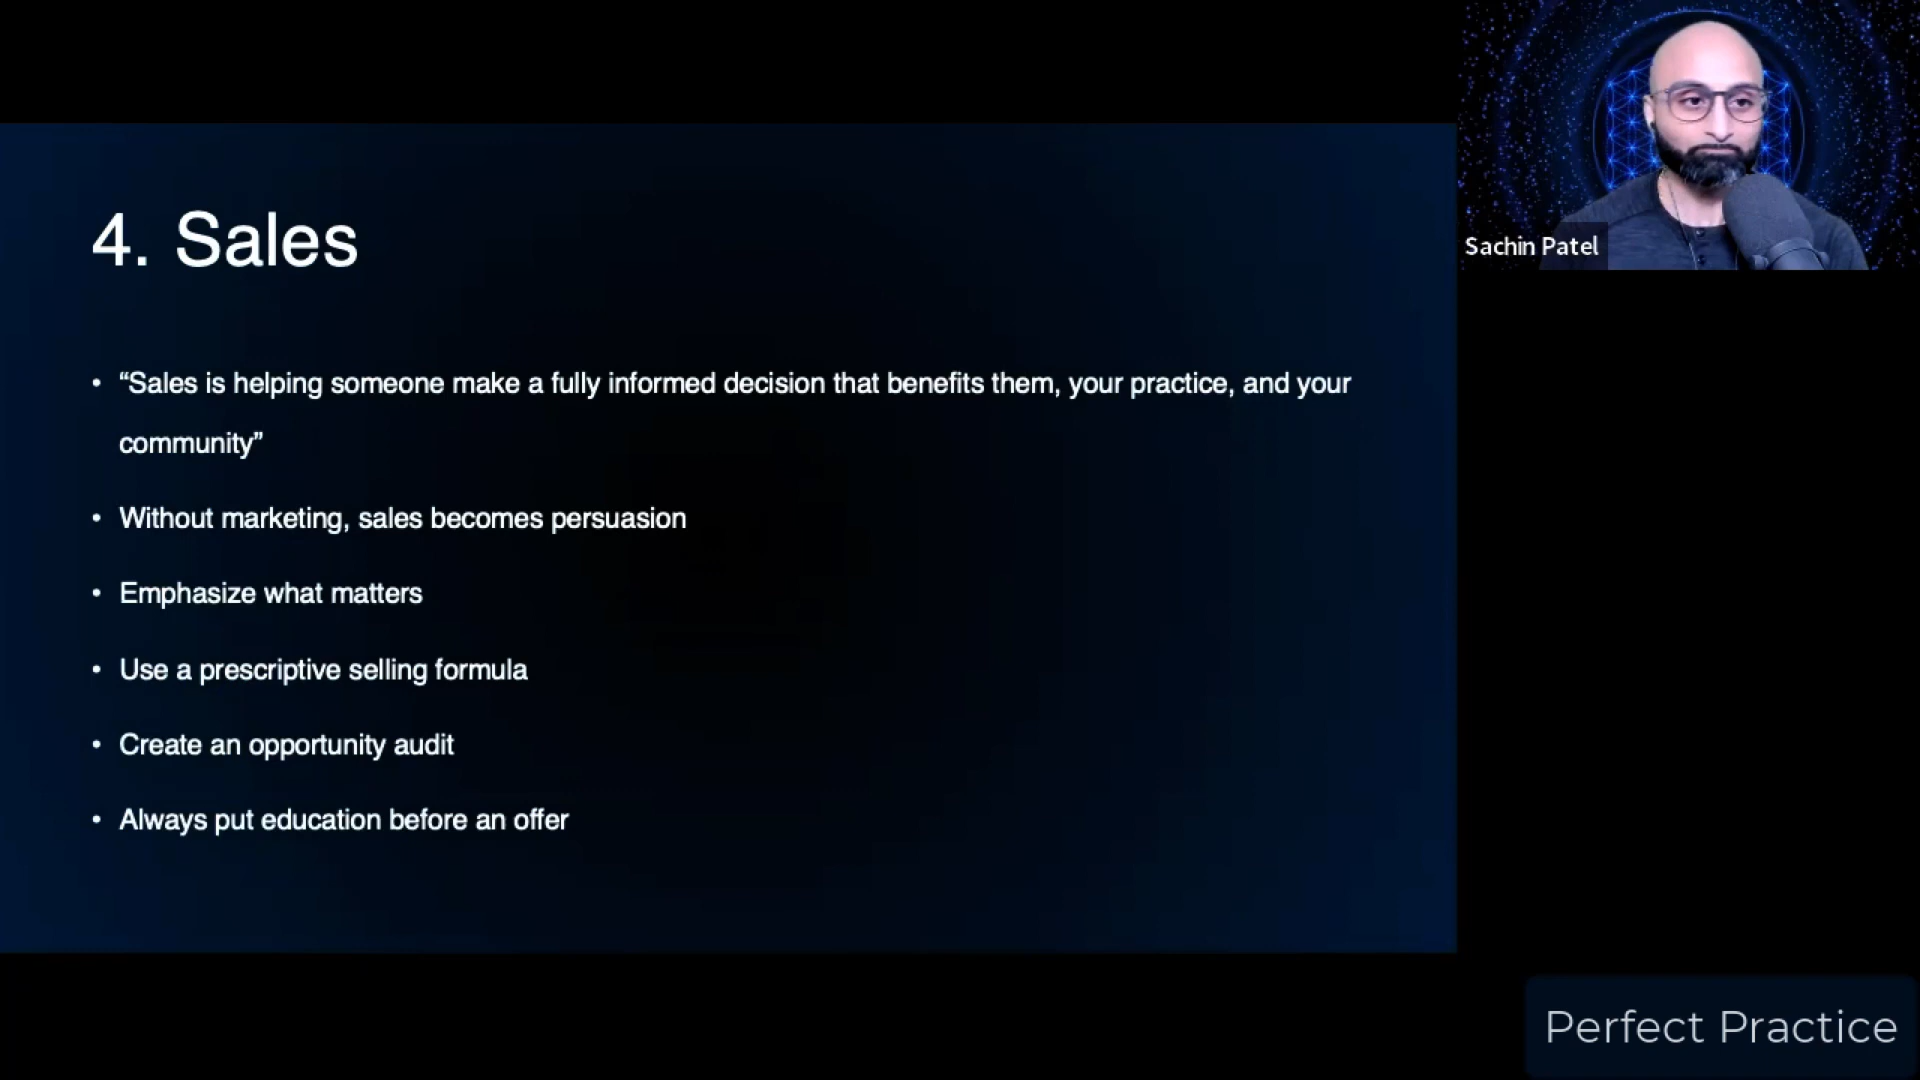 4. Sales
• “Sales is helping someone make a fully informed decision that benefits them, your practice, and your
community”
• Without marketing, sales becomes persuasion
• Emphasize what matters
• Use a prescriptive selling formula
• Create an opportunity audit
• Always put education before an offer
Sachin Patel
Perfect Practice